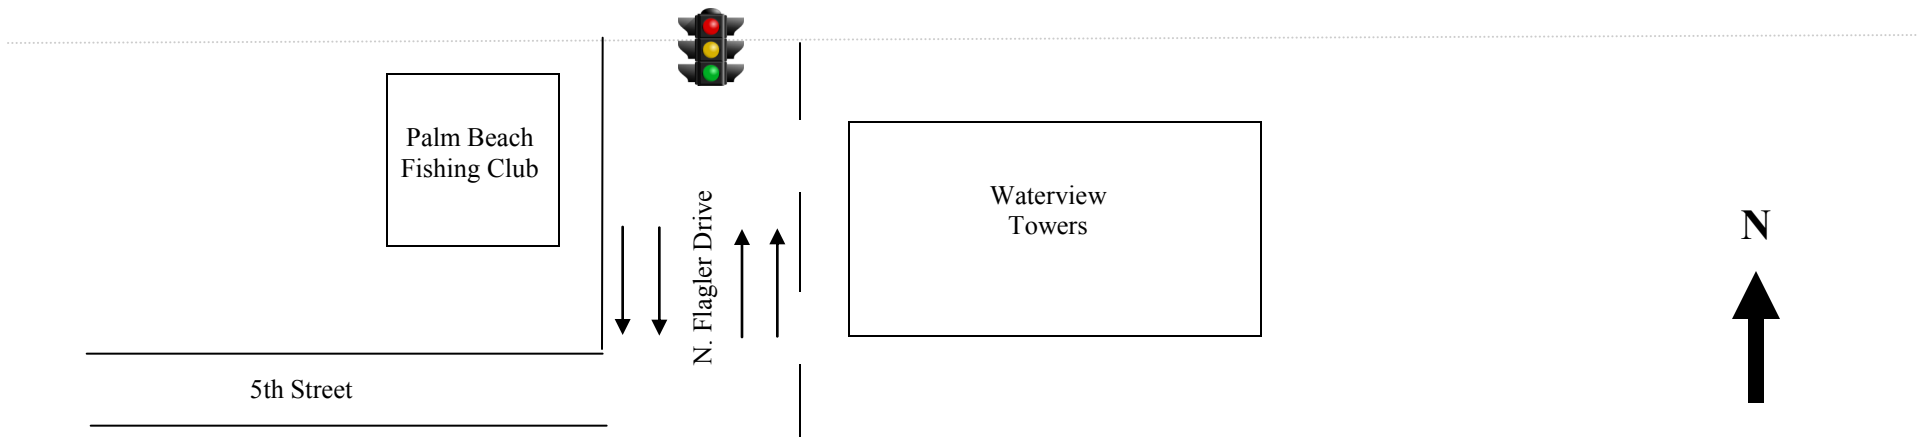 Palm Beach
Fishing Club
Waterview
Towers
N. Flagler Drive
N
5th Street